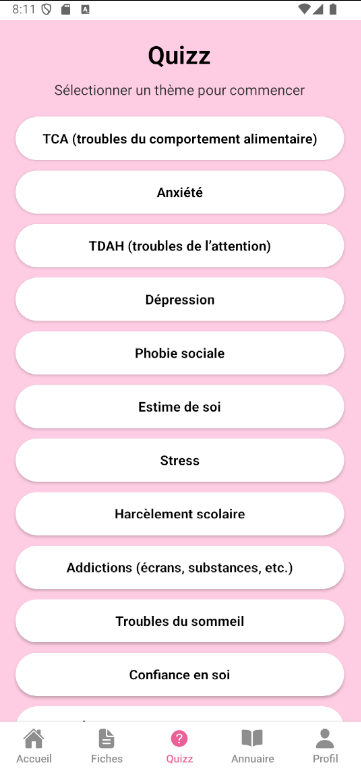 8:11
Quizz
Sélectionner un thème pour commencer
TCA (troubles du comportement alimentaire)
Anxiété
TDAH (troubles de l’attention)
Dépression
Phobie sociale
Estime de soi
Stress
Harcèlement scolaire
Addictions (écrans, substances, etc.)
Troubles du sommeil
Confiance en soi
Accueil
Fiches
Quizz
Annuaire
Profil